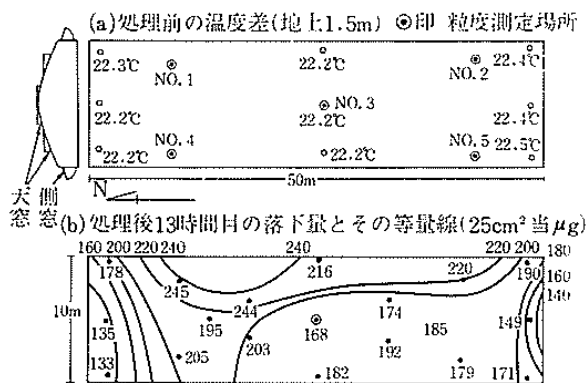 (a)処理前の温度差(地上1.5m) ◉印 粒度測定場所
22.3℃ NO.1 22.2℃ NO.2 22.4℃
22.2℃ NO.3 22.2℃ 22.4℃
22.2℃ NO.4 22.2℃ NO.5 22.5℃
天窓 側窓
N 50m
(b)処理後13時間目の落下量とその等量線(25cm²当μg)
160 200 220 240 240 220 200 180
178 216 220 190 160
245 140
10m 244 174
135 195 168 185 149
203 192
133 205 182 179 171